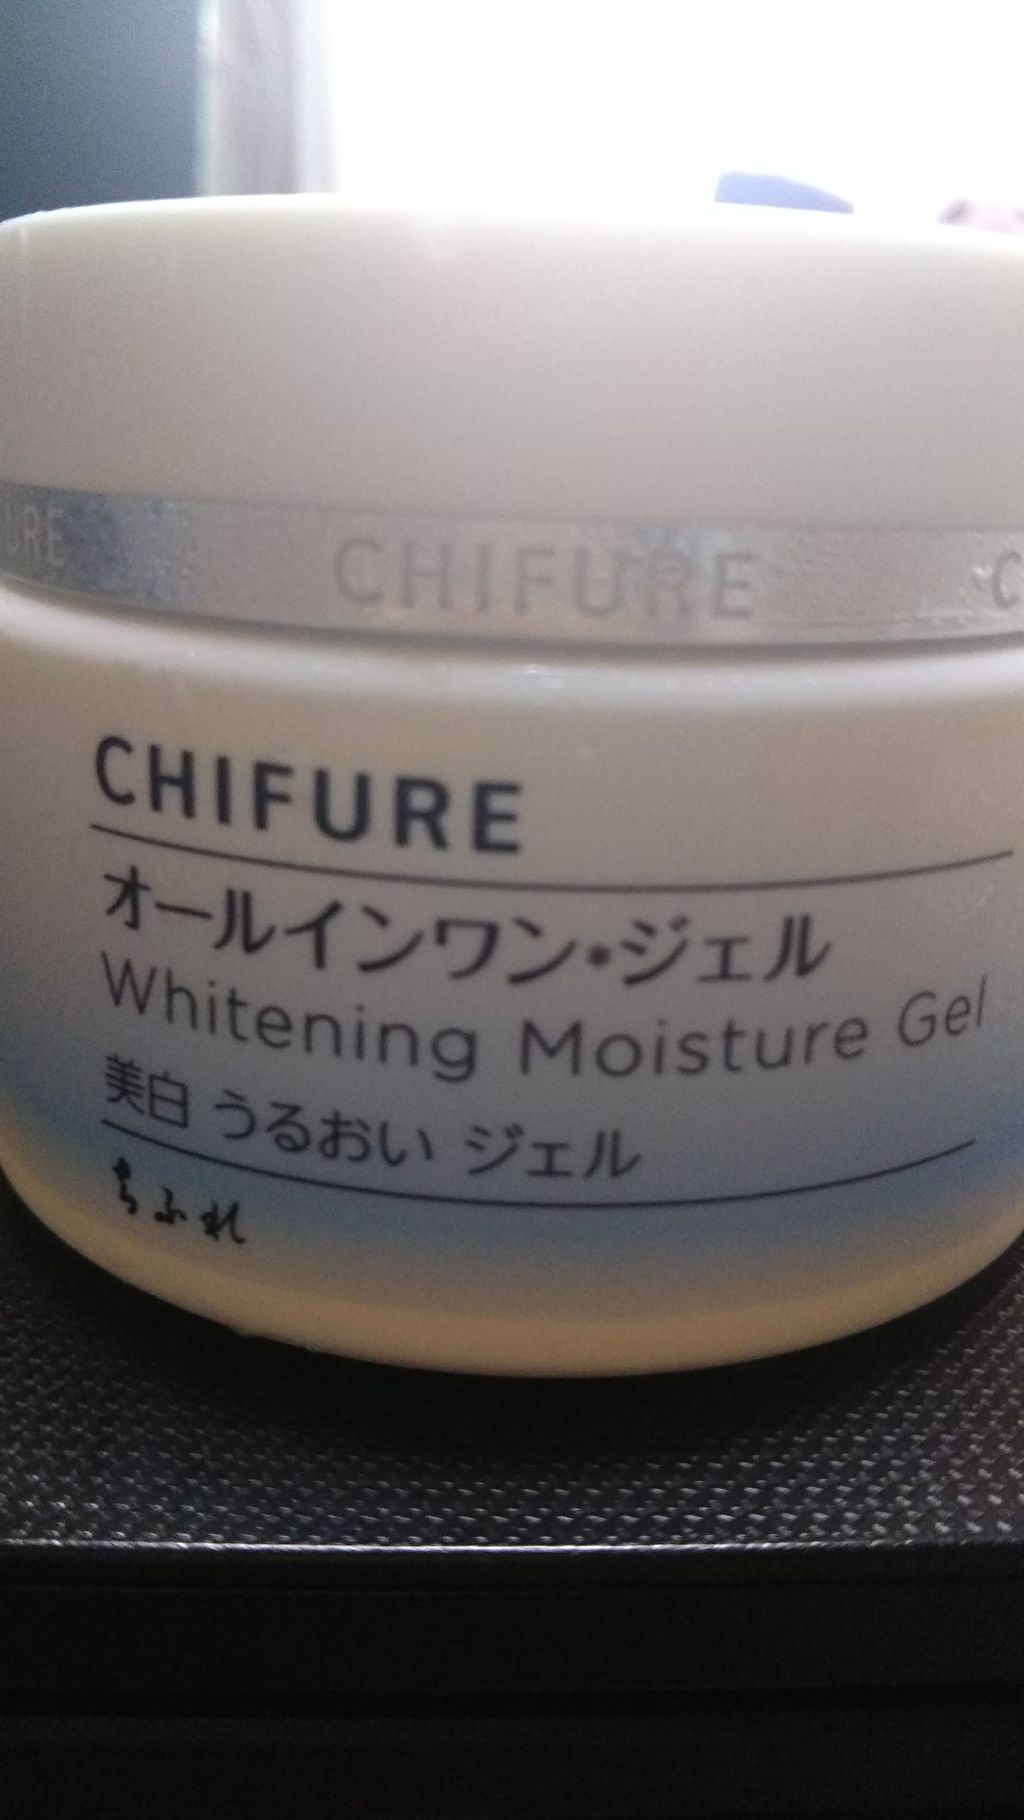 URE CHIFURE C
CHIFURE
オールインワン・ジェル
Whitening Moisture Gel
美白 うるおい ジェル
ちふれ